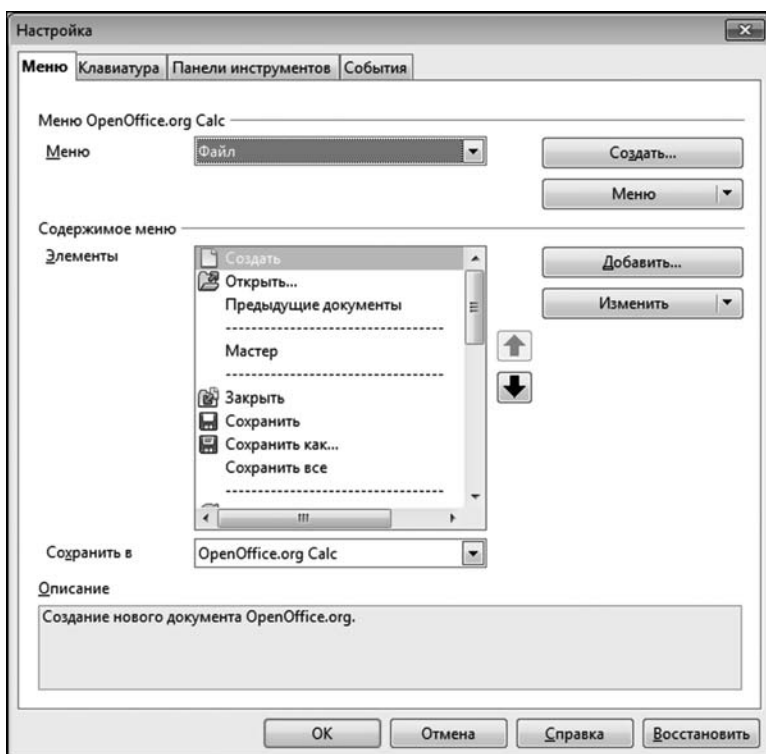 Настройка
Меню Клавиатура Панели инструментов События
Меню OpenOffice.org Calc
Меню Файл Создать...
Меню
Содержимое меню
Элементы Создать Добавить...
Открыть...
Предыдущие документы Изменить
---------------------------------
Мастер
---------------------------------
Закрыть
Сохранить
Сохранить как...
Сохранить все
---------------------------------
Сохранить в OpenOffice.org Calc
Описание
Создание нового документа OpenOffice.org.
ОК Отмена Справка Восстановить